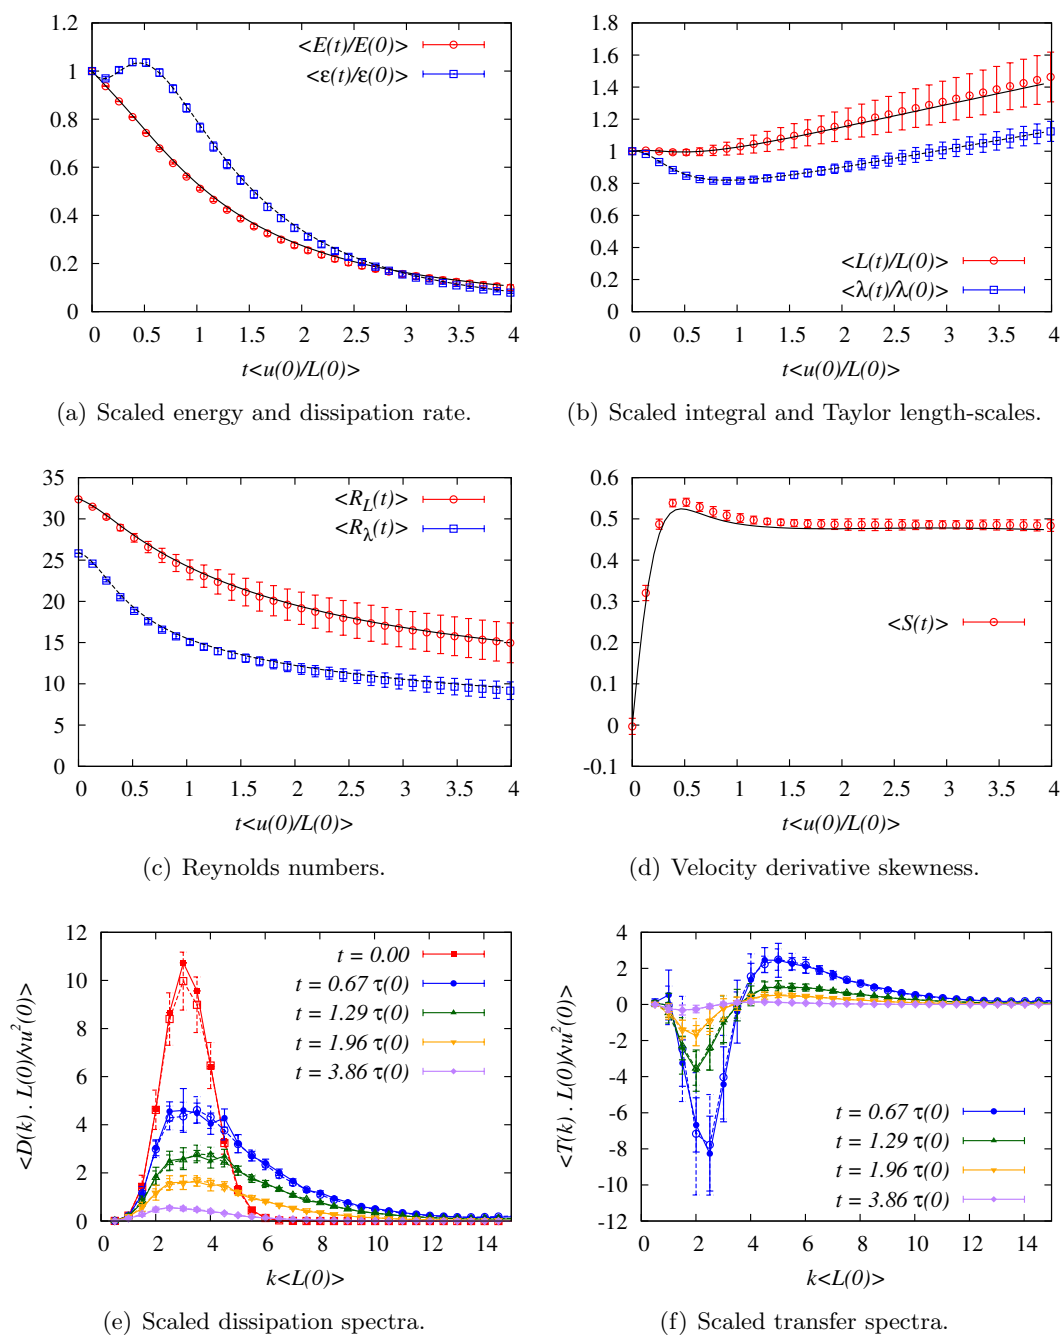 1.2
1
0.8
0.6
0.4
0.2
0
0 0.5 1 1.5 2 2.5 3 3.5 4
<E(t)/E(0)>
<ε(t)/ε(0)>
t<u(0)/L(0)>
(a) Scaled energy and dissipation rate.
1.8
1.6
1.4
1.2
1
0.8
0.6
0.4
0.2
0
0 0.5 1 1.5 2 2.5 3 3.5 4
<L(t)/L(0)>
<λ(t)/λ(0)>
t<u(0)/L(0)>
(b) Scaled integral and Taylor length-scales.
35
30
25
20
15
10
5
0
0 0.5 1 1.5 2 2.5 3 3.5 4
<R_L(t)>
<R_λ(t)>
t<u(0)/L(0)>
(c) Reynolds numbers.
0.6
0.5
0.4
0.3
0.2
0.1
0
-0.1
0 0.5 1 1.5 2 2.5 3 3.5 4
<S(t)>
t<u(0)/L(0)>
(d) Velocity derivative skewness.
12
10
8
6
4
2
0
0 2 4 6 8 10 12 14
<D(k) . L(0)/νu²(0)>
t = 0.00
t = 0.67 τ(0)
t = 1.29 τ(0)
t = 1.96 τ(0)
t = 3.86 τ(0)
k<L(0)>
(e) Scaled dissipation spectra.
4
2
0
-2
-4
-6
-8
-10
-12
0 2 4 6 8 10 12 14
<T(k) . L(0)/νu²(0)>
t = 0.67 τ(0)
t = 1.29 τ(0)
t = 1.96 τ(0)
t = 3.86 τ(0)
k<L(0)>
(f) Scaled transfer spectra.